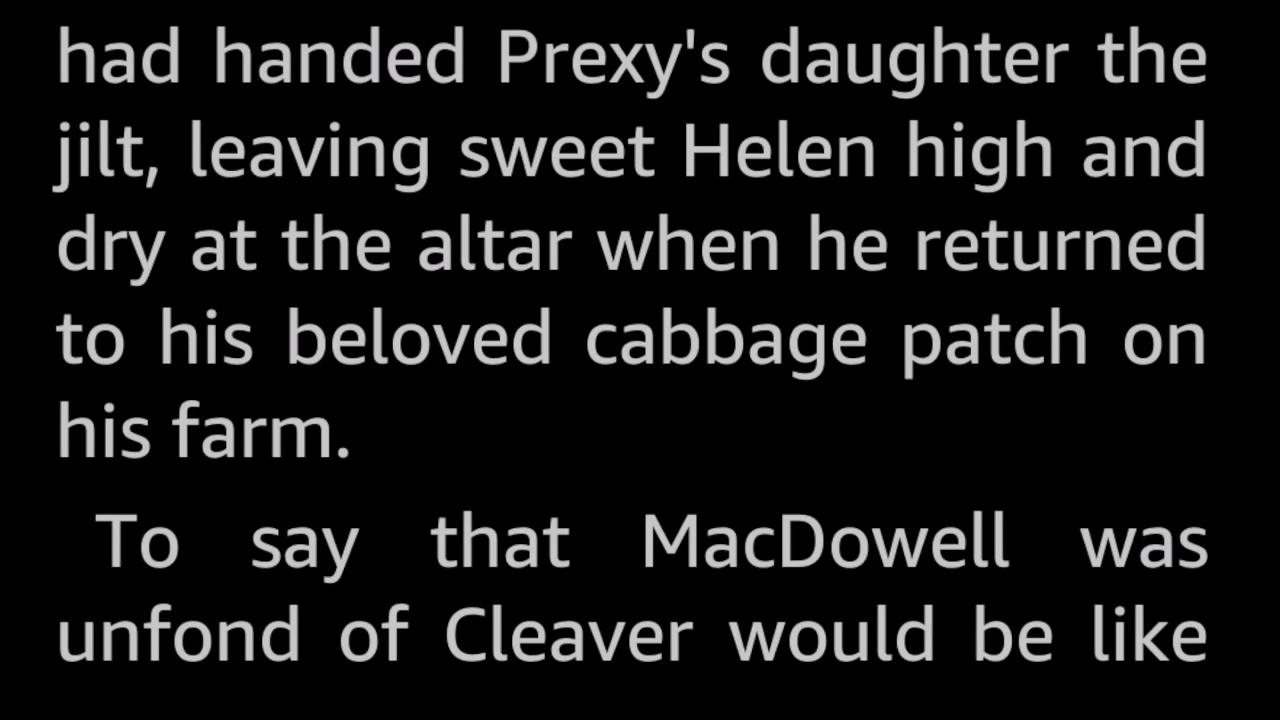 had handed Prexy's daughter the
jilt, leaving sweet Helen high and
dry at the altar when he returned
to his beloved cabbage patch on
his farm.
To say that MacDowell was
unfond of Cleaver would be like